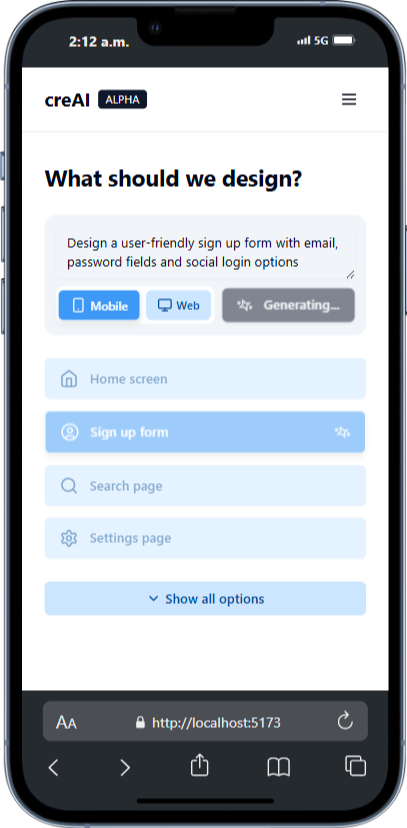 2:12 a.m.
5G
creAI ALPHA
What should we design?
Design a user-friendly sign up form with email,
password fields and social login options
Mobile Web Generating...
Home screen
Sign up form
Search page
Settings page
Show all options
AA http://localhost:5173